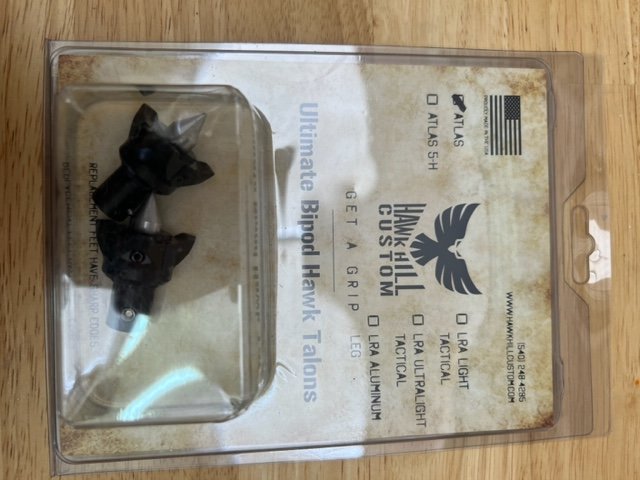 PROUDLY MADE IN THE USA
(540) 248-4295
WWW.HAWKHILLCUSTOM.COM
ATLAS
ATLAS 5-H
HAWK HILL
CUSTOM
LRA LIGHT
TACTICAL
LRA ULTRALIGHT
TACTICAL
LRA ALUMINUM
LEG
GET A GRIP
Ultimate Bipod Hawk Talons
REPLACEMENT FEET HAVE SHARP EDGES